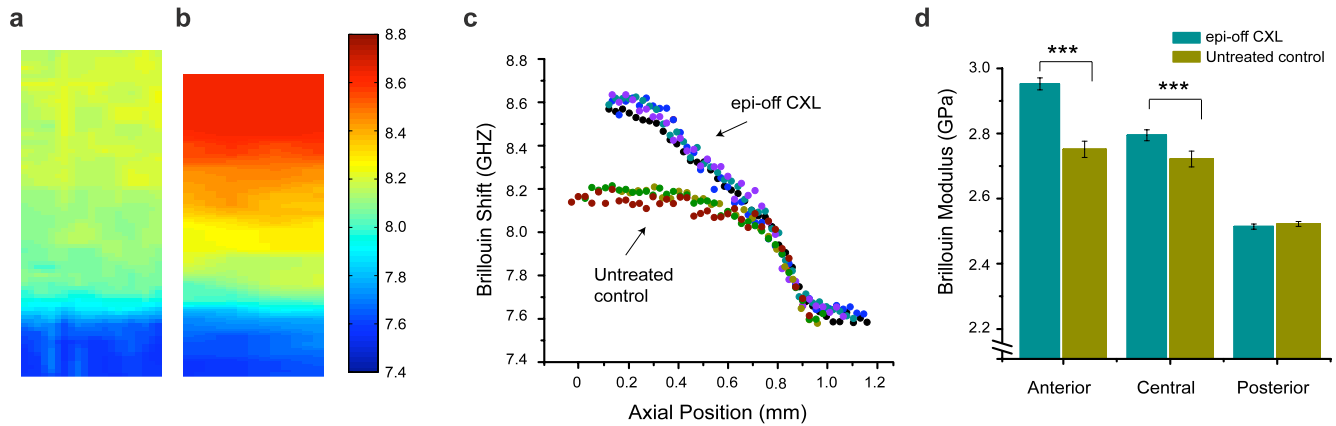 a
b
8.8
8.6
8.4
8.2
8.0
7.8
7.6
7.4
c
Brillouin Shift (GHZ)
8.8
8.6
8.4
8.2
8.0
7.8
7.6
7.4
epi-off CXL
Untreated
control
0
0.2
0.4
0.6
0.8
1.0
1.2
Axial Position (mm)
d
epi-off CXL
Untreated control
Brillouin Modulus (GPa)
3.0
2.8
2.6
2.4
2.2
***
***
Anterior
Central
Posterior